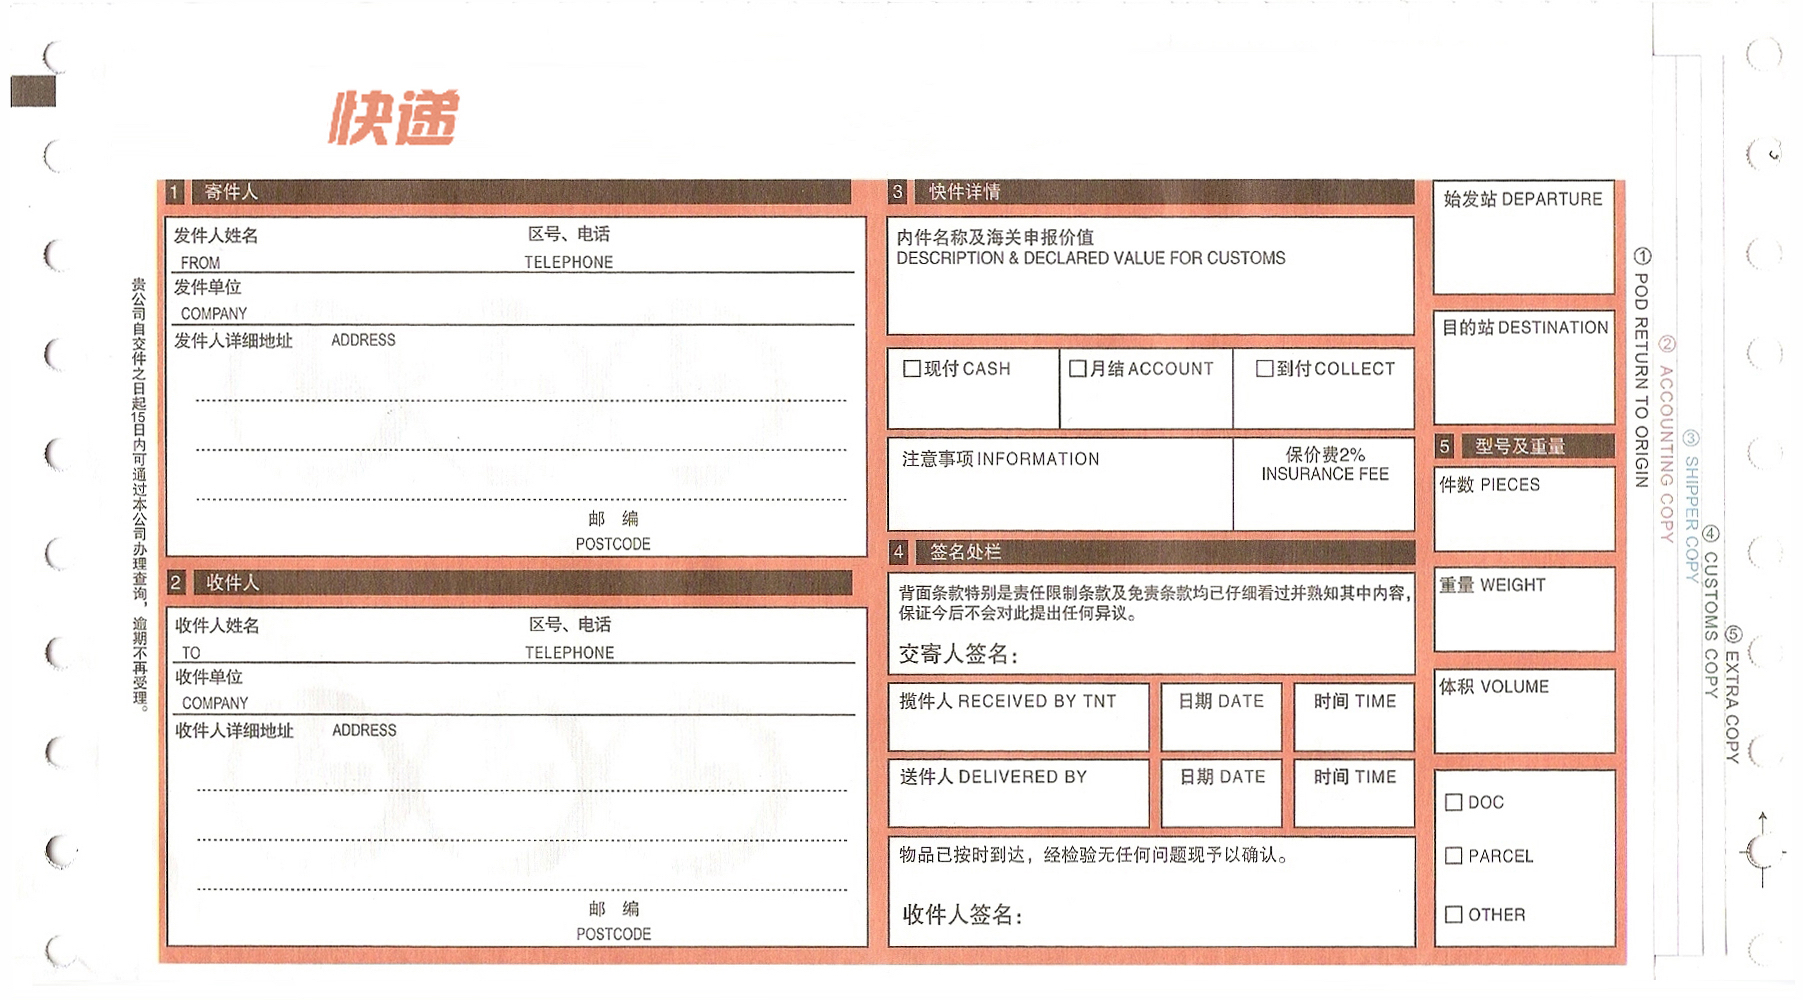 快递
1 寄件人
发件人姓名 区号、电话
FROM TELEPHONE
发件单位
COMPANY
发件人详细地址 ADDRESS
邮 编
POSTCODE
2 收件人
收件人姓名 区号、电话
TO TELEPHONE
收件单位
COMPANY
收件人详细地址 ADDRESS
邮 编
POSTCODE
3 快件详情
内件名称及海关申报价值
DESCRIPTION & DECLARED VALUE FOR CUSTOMS
现付 CASH
月结 ACCOUNT
到付 COLLECT
注意事项 INFORMATION
保价费2%
INSURANCE FEE
4 签名处栏
背面条款特别是责任限制条款及免责条款均已仔细看过并熟知其中内容，
保证今后不会对此提出任何异议。
交寄人签名：
揽件人 RECEIVED BY TNT 日期 DATE 时间 TIME
送件人 DELIVERED BY 日期 DATE 时间 TIME
物品已按时到达，经检验无任何问题现予以确认。
收件人签名：
始发站 DEPARTURE
目的站 DESTINATION
5 型号及重量
件数 PIECES
重量 WEIGHT
体积 VOLUME
DOC
PARCEL
OTHER
贵公司自交件之日起15日内可通过本公司办理查询，逾期不再受理。
① POD RETURN TO ORIGIN
② ACCOUNTING COPY
③ SHIPPER COPY
④ CUSTOMS COPY
⑤ EXTRA COPY